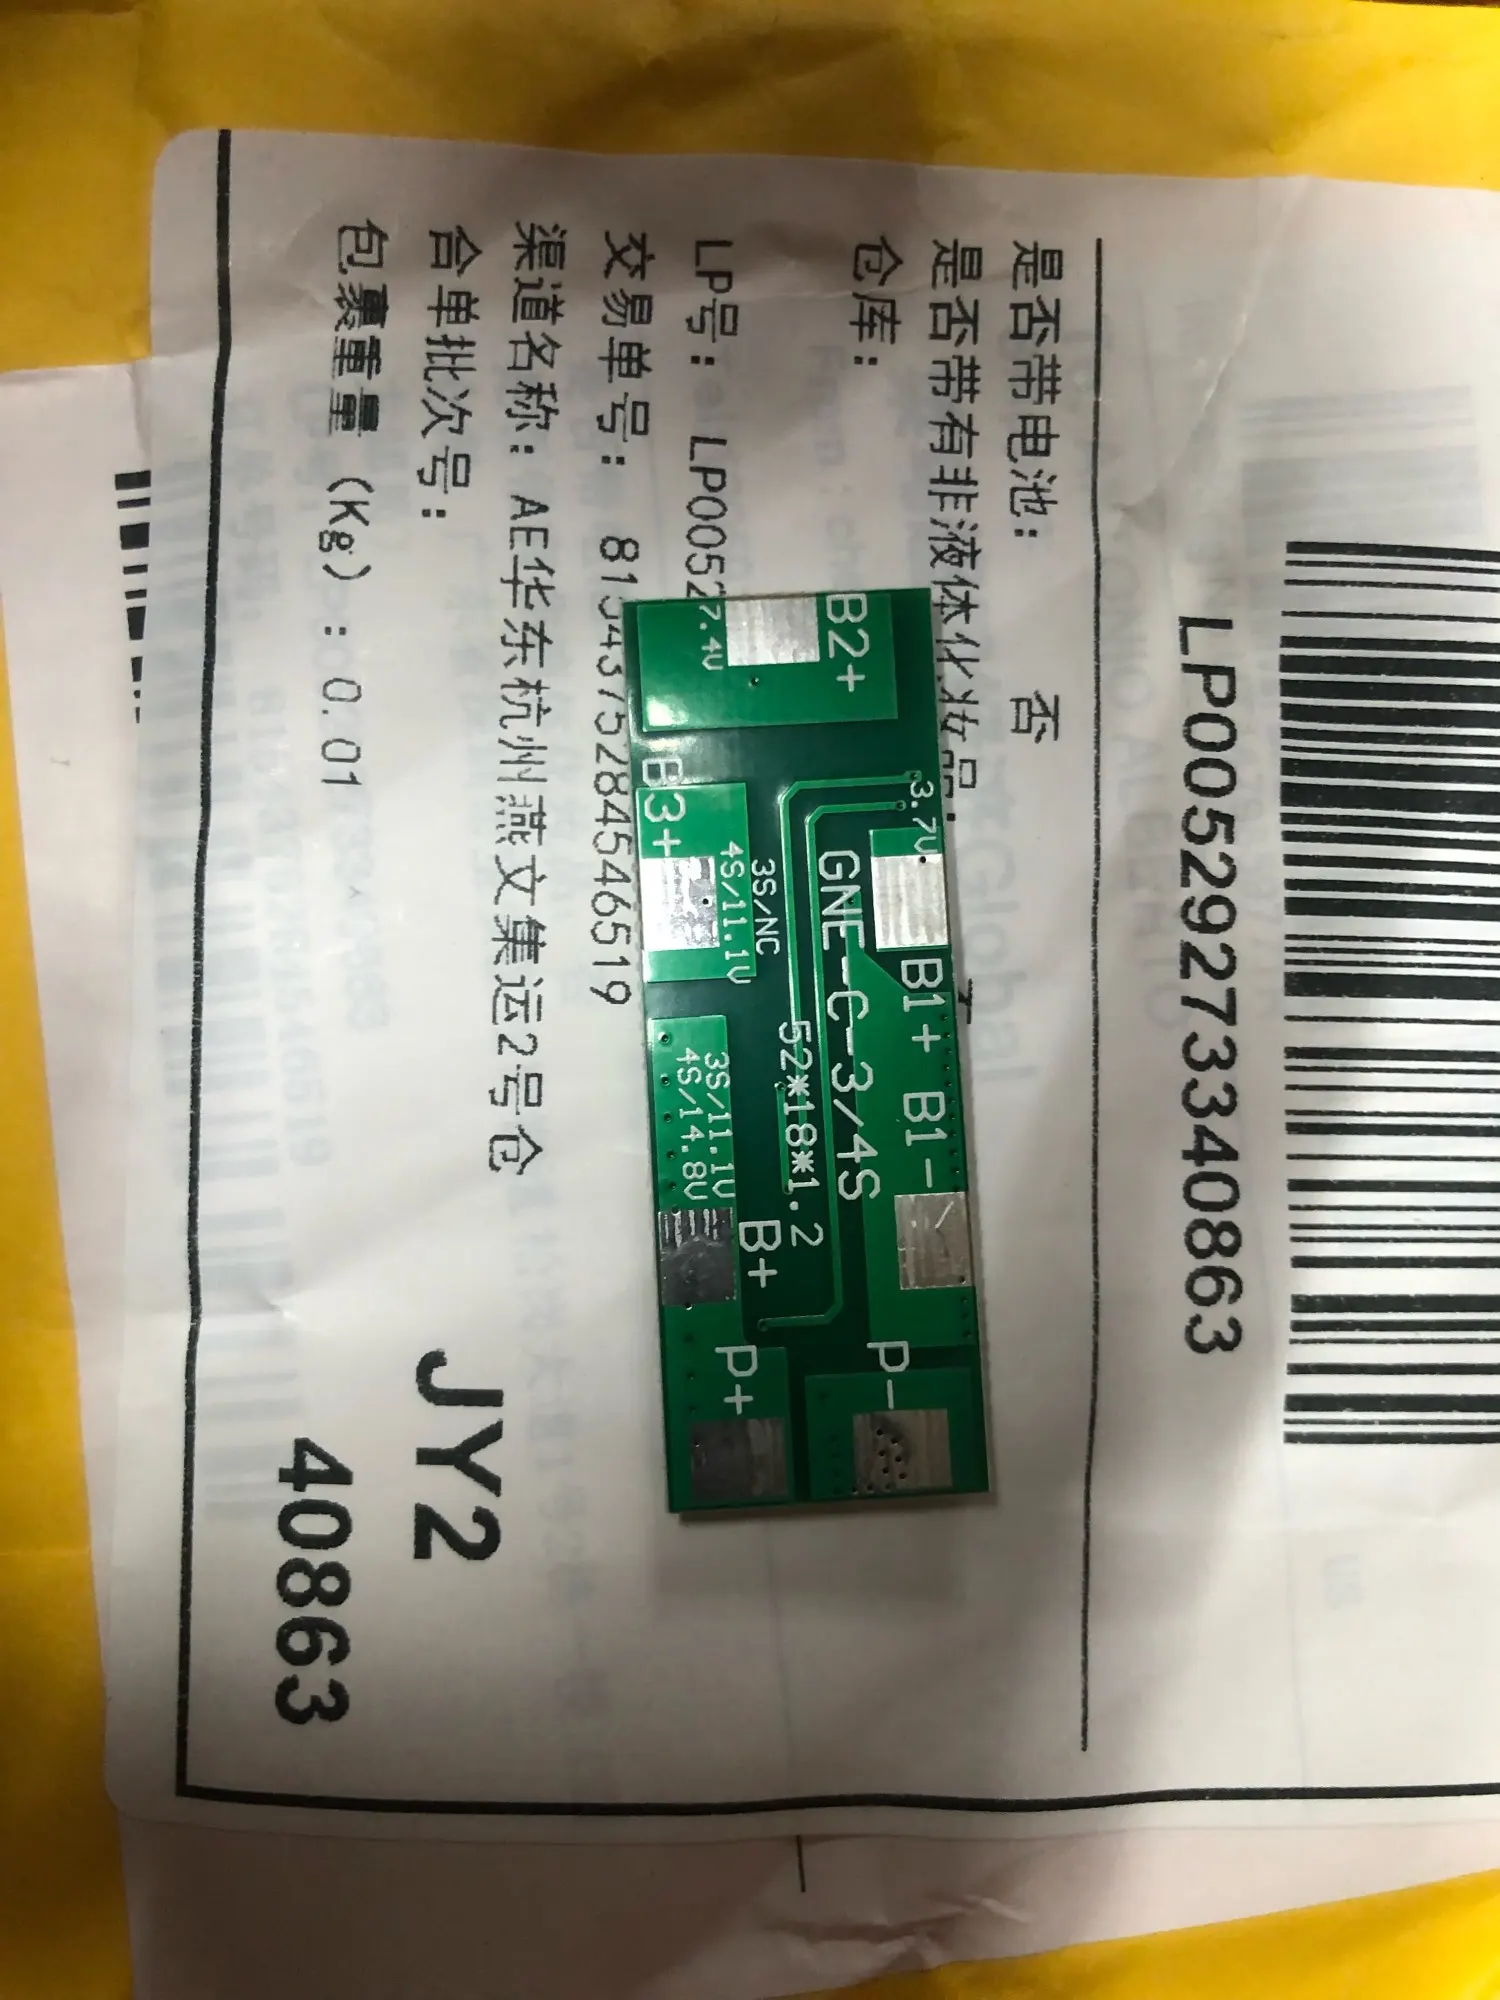 LP00529273340863
是否带电池: 否
是否带有非液体化妆品:
仓库:
LP号: LP0052
交易单号: 8154375284546519
渠道名称: AE华东杭州燕文集运2号仓
合单批次号:
包裹重量 (Kg) :0.01
JY2
40863
B2+
7.4V
3.7V
B1+ B1-
GNE-C-3/4S
52*18*1.2
B3+
3S/NC
4S/11.1V
3S/11.1V
4S/14.8V
B+
P+
P-